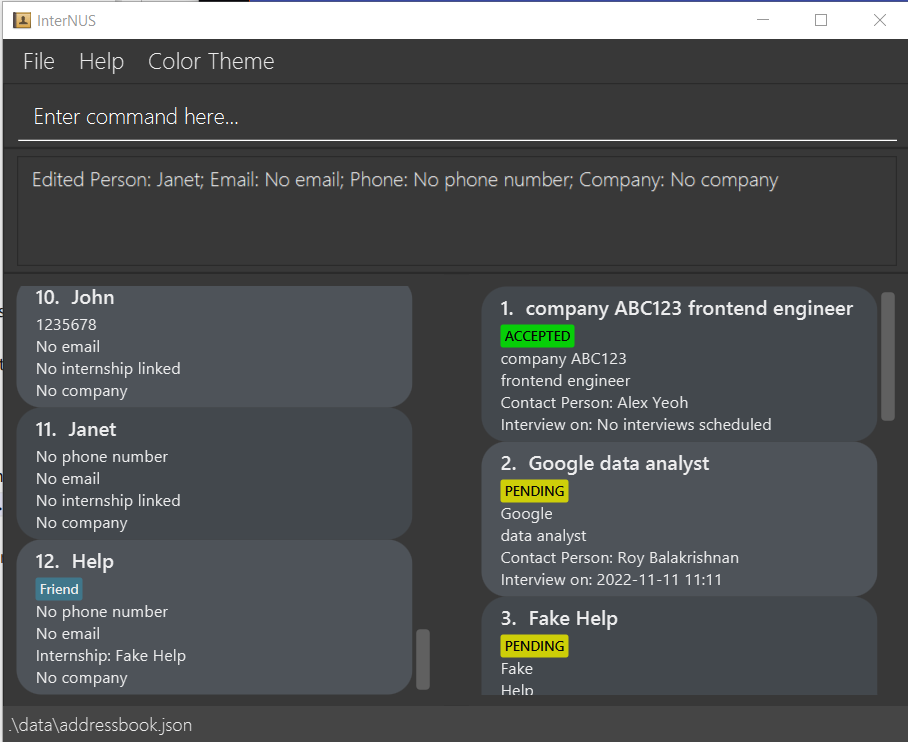 InterNUS
File Help Color Theme
Enter command here...
Edited Person: Janet; Email: No email; Phone: No phone number; Company: No company
10. John
1235678
No email
No internship linked
No company
11. Janet
No phone number
No email
No internship linked
No company
12. Help
Friend
No phone number
No email
Internship: Fake Help
No company
1. company ABC123 frontend engineer
ACCEPTED
company ABC123
frontend engineer
Contact Person: Alex Yeoh
Interview on: No interviews scheduled
2. Google data analyst
PENDING
Google
data analyst
Contact Person: Roy Balakrishnan
Interview on: 2022-11-11 11:11
3. Fake Help
PENDING
Fake
Help
.\data\addressbook.json